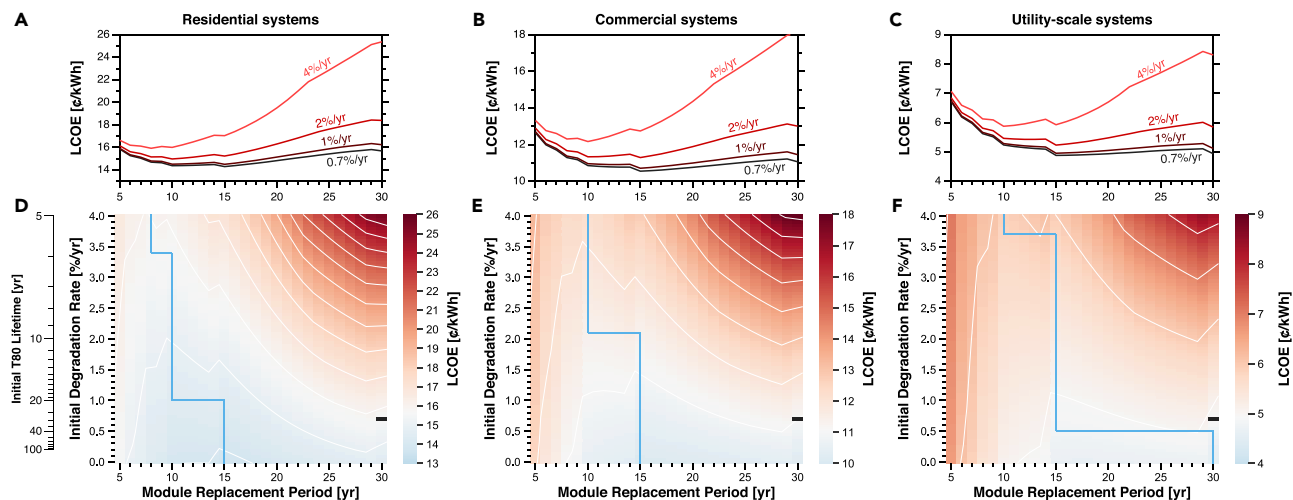 A
Residential systems
LCOE [¢/kWh]
26
24
22
20
18
16
14
4%/yr
2%/yr
1%/yr
0.7%/yr
5 10 15 20 25 30
B
Commercial systems
LCOE [¢/kWh]
18
16
14
12
10
4%/yr
2%/yr
1%/yr
0.7%/yr
5 10 15 20 25 30
C
Utility-scale systems
LCOE [¢/kWh]
9
8
7
6
5
4
4%/yr
2%/yr
1%/yr
0.7%/yr
5 10 15 20 25 30
D
Initial T80 Lifetime [yr]
5
10
20
40
100
Initial Degradation Rate [%/yr]
4.0
3.5
3.0
2.5
2.0
1.5
1.0
0.5
0.0
5 10 15 20 25 30
Module Replacement Period [yr]
26
25
24
23
22
21
20
19
18
17
16
15
14
13
LCOE [¢/kWh]
E
Initial Degradation Rate [%/yr]
4.0
3.5
3.0
2.5
2.0
1.5
1.0
0.5
0.0
5 10 15 20 25 30
Module Replacement Period [yr]
18
17
16
15
14
13
12
11
10
LCOE [¢/kWh]
F
Initial Degradation Rate [%/yr]
4.0
3.5
3.0
2.5
2.0
1.5
1.0
0.5
0.0
5 10 15 20 25 30
Module Replacement Period [yr]
9
8
7
6
5
4
LCOE [¢/kWh]